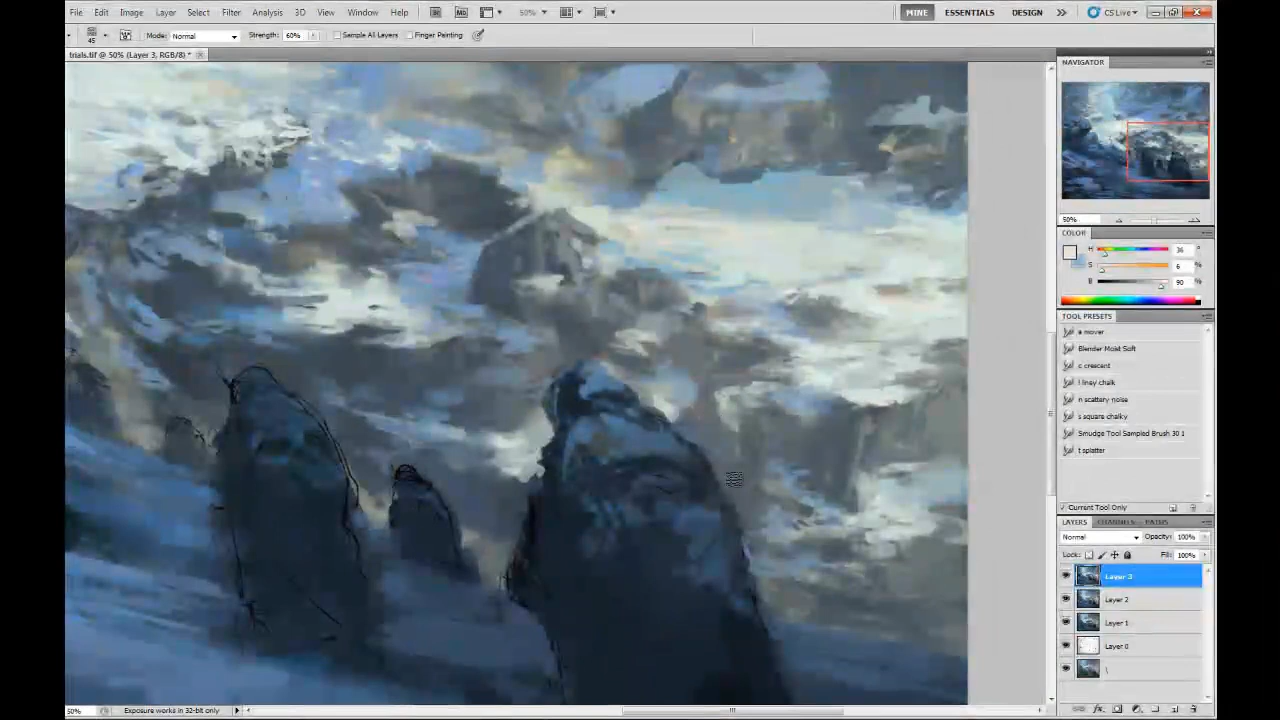 File Edit Image Layer Select Filter Analysis 3D View Window Help 50% MINE ESSENTIALS DESIGN CS Live
45 Mode: Normal Strength: 60% Sample All Layers Finger Painting
trials.tif @ 50% (Layer 3, RGB/8) *
NAVIGATOR
50%
COLOR
H 36 °
S 6 %
B 90 %
TOOL PRESETS
a mover
Blender Moist Soft
c crescent
l liney chalk
n scattery noise
s square chalky
Smudge Tool Sampled Brush 30 1
t splatter
Current Tool Only
LAYERS CHANNELS PATHS
Normal Opacity: 100%
Lock: Fill: 100%
Layer 3
Layer 2
Layer 1
Layer 0
\
50% Exposure works in 32-bit only